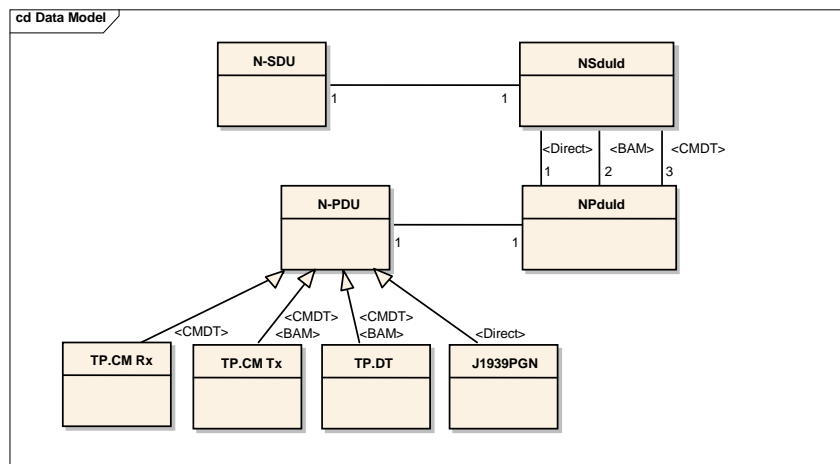 cd Data Model
N-SDU
NSduId
1
1
<Direct>
<BAM>
<CMDT>
1
2
3
N-PDU
NPduId
1
1
<CMDT>
<CMDT>
<BAM>
<CMDT>
<BAM>
<Direct>
TP.CM Rx
TP.CM Tx
TP.DT
J1939PGN